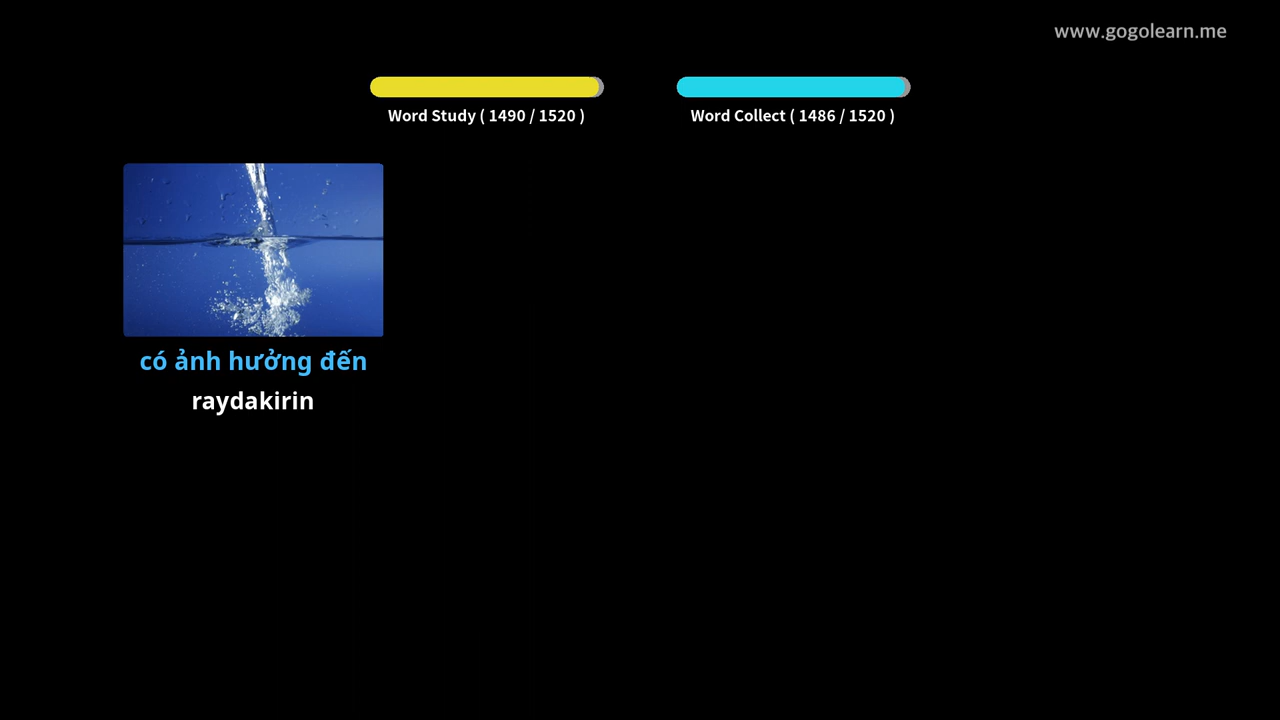 www.gogolearn.me
Word Study ( 1490 / 1520 )
Word Collect ( 1486 / 1520 )
có ảnh hưởng đến
raydakirin